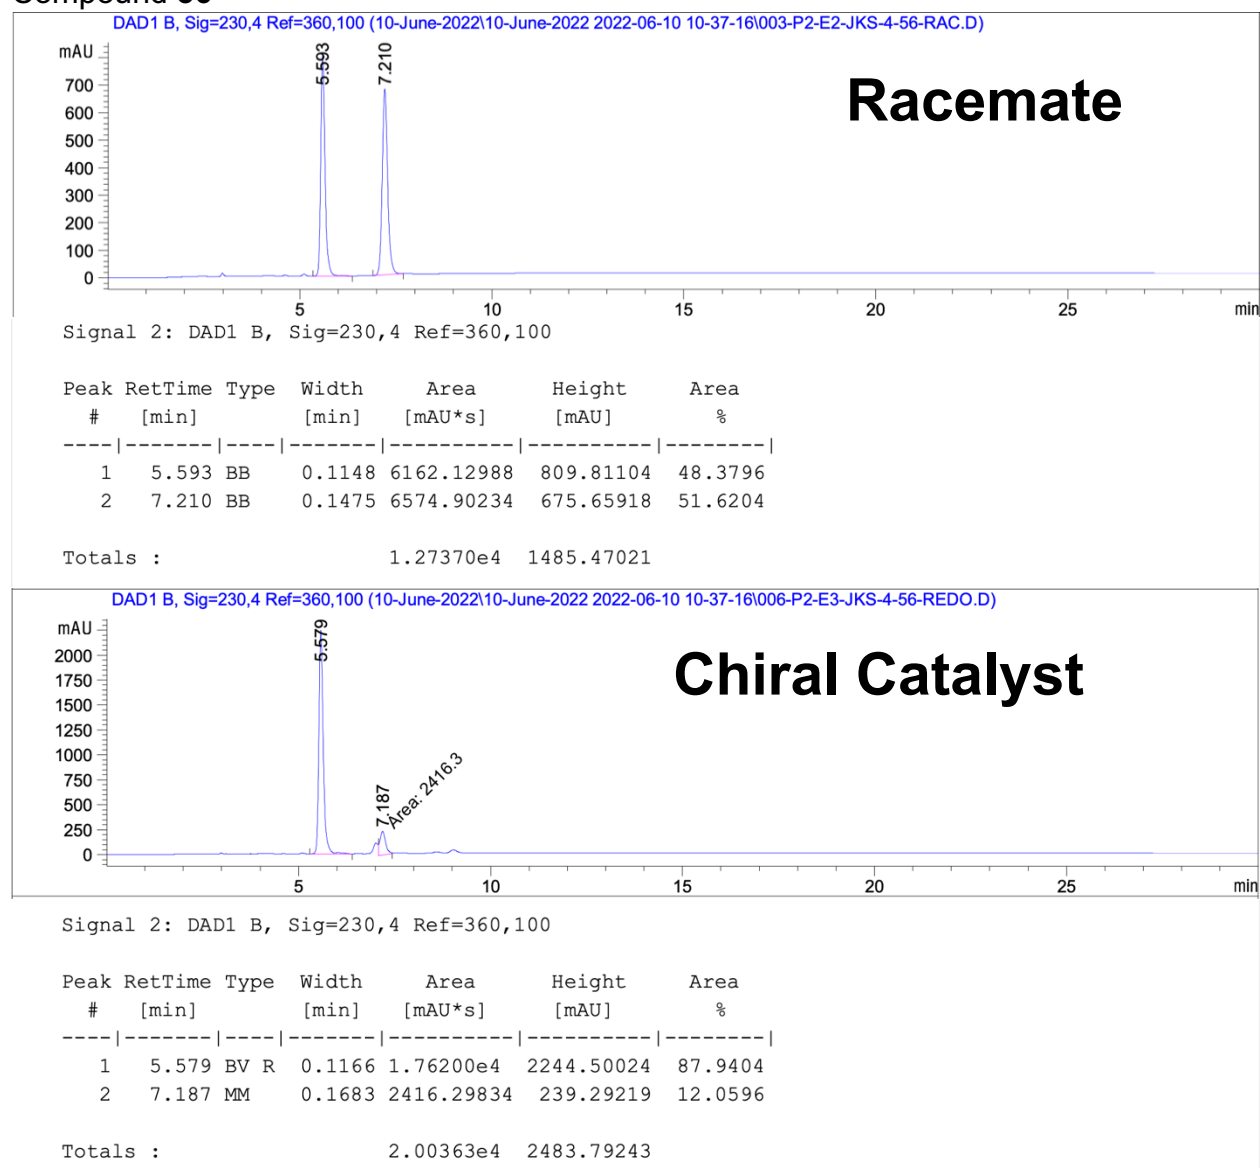 DAD1 B, Sig=230,4 Ref=360,100 (10-June-2022\10-June-2022 2022-06-10 10-37-16\003-P2-E2-JKS-4-56-RAC.D)
mAU
5.593
7.210
Racemate
700
600
500
400
300
200
100
0
5 10 15 20 25 min
Signal 2: DAD1 B, Sig=230,4 Ref=360,100
Peak RetTime Type Width Area Height Area
# [min] [min] [mAU*s] [mAU] %
----|-------|----|-------|----------|----------|--------|
1 5.593 BB 0.1148 6162.12988 809.81104 48.3796
2 7.210 BB 0.1475 6574.90234 675.65918 51.6204
Totals : 1.27370e4 1485.47021
DAD1 B, Sig=230,4 Ref=360,100 (10-June-2022\10-June-2022 2022-06-10 10-37-16\006-P2-E3-JKS-4-56-REDO.D)
mAU
5.579
Chiral Catalyst
2000
1750
1500
1250
1000
750
500
250
0
7.187
Area: 2416.3
5 10 15 20 25 min
Signal 2: DAD1 B, Sig=230,4 Ref=360,100
Peak RetTime Type Width Area Height Area
# [min] [min] [mAU*s] [mAU] %
----|-------|----|-------|----------|----------|--------|
1 5.579 BV R 0.1166 1.76200e4 2244.50024 87.9404
2 7.187 MM 0.1683 2416.29834 239.29219 12.0596
Totals : 2.00363e4 2483.79243